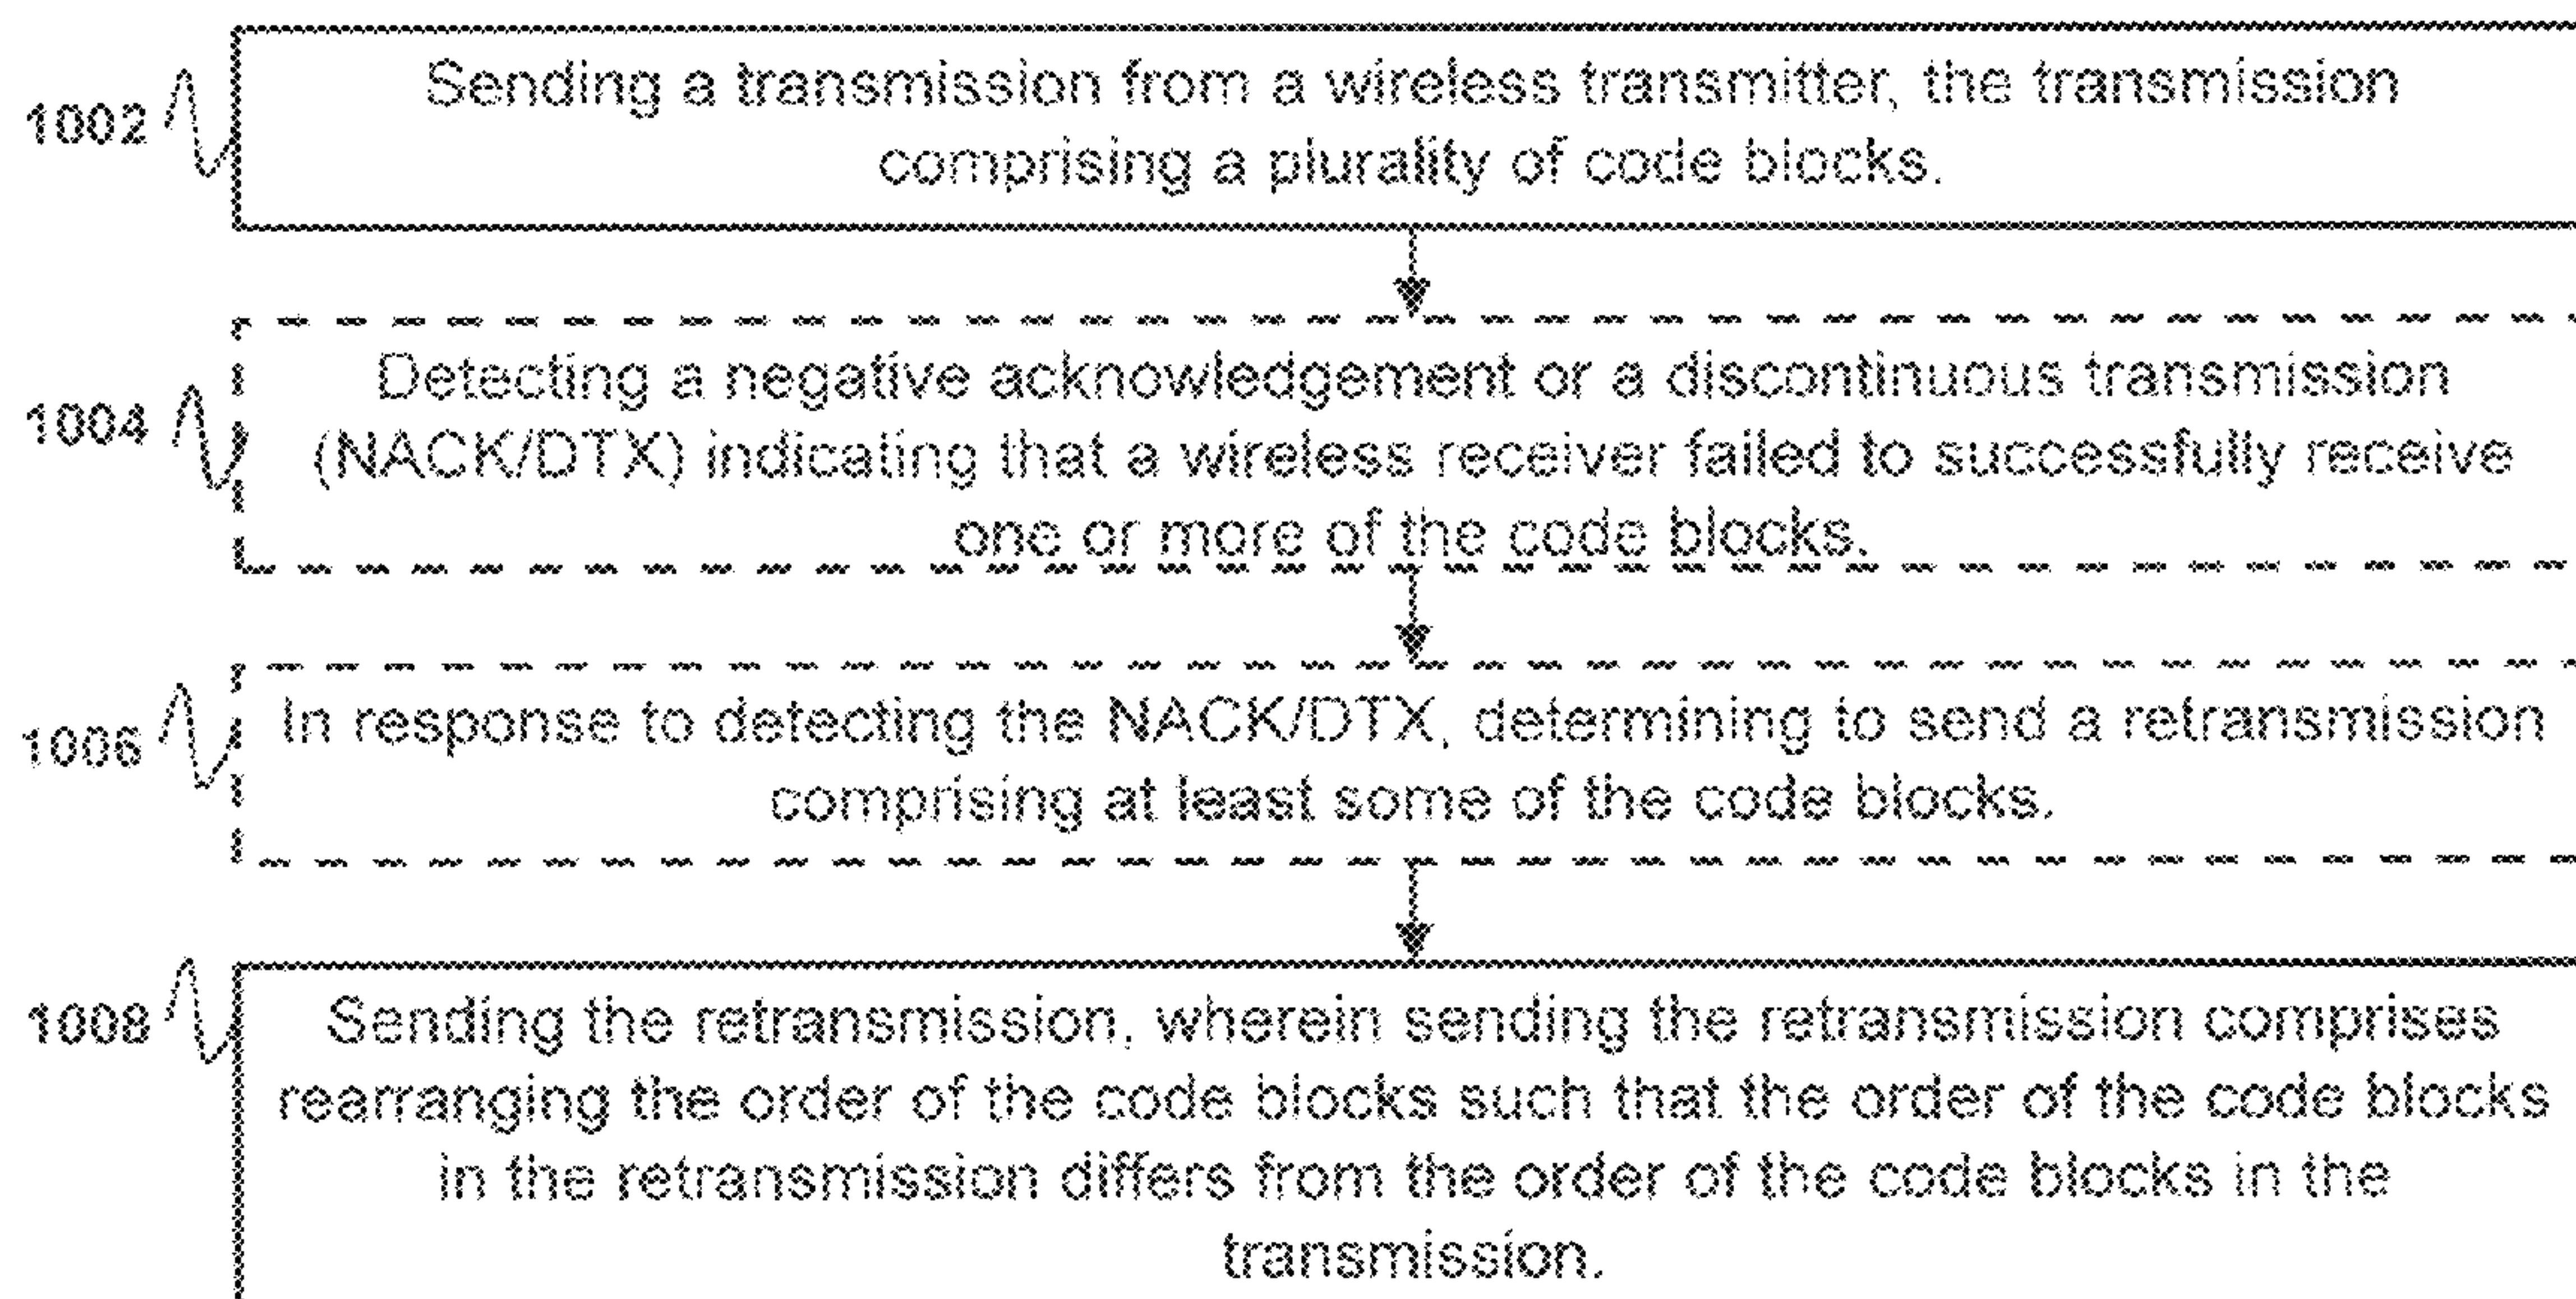 1002
Sending a transmission from a wireless transmitter, the transmission
comprising a plurality of code blocks.
1004
Detecting a negative acknowledgement or a discontinuous transmission
(NACK/DTX) indicating that a wireless receiver failed to successfully receive
one or more of the code blocks.
1006
In response to detecting the NACK/DTX, determining to send a retransmission
comprising at least some of the code blocks.
1008
Sending the retransmission, wherein sending the retransmission comprises
rearranging the order of the code blocks such that the order of the code blocks
in the retransmission differs from the order of the code blocks in the
transmission.